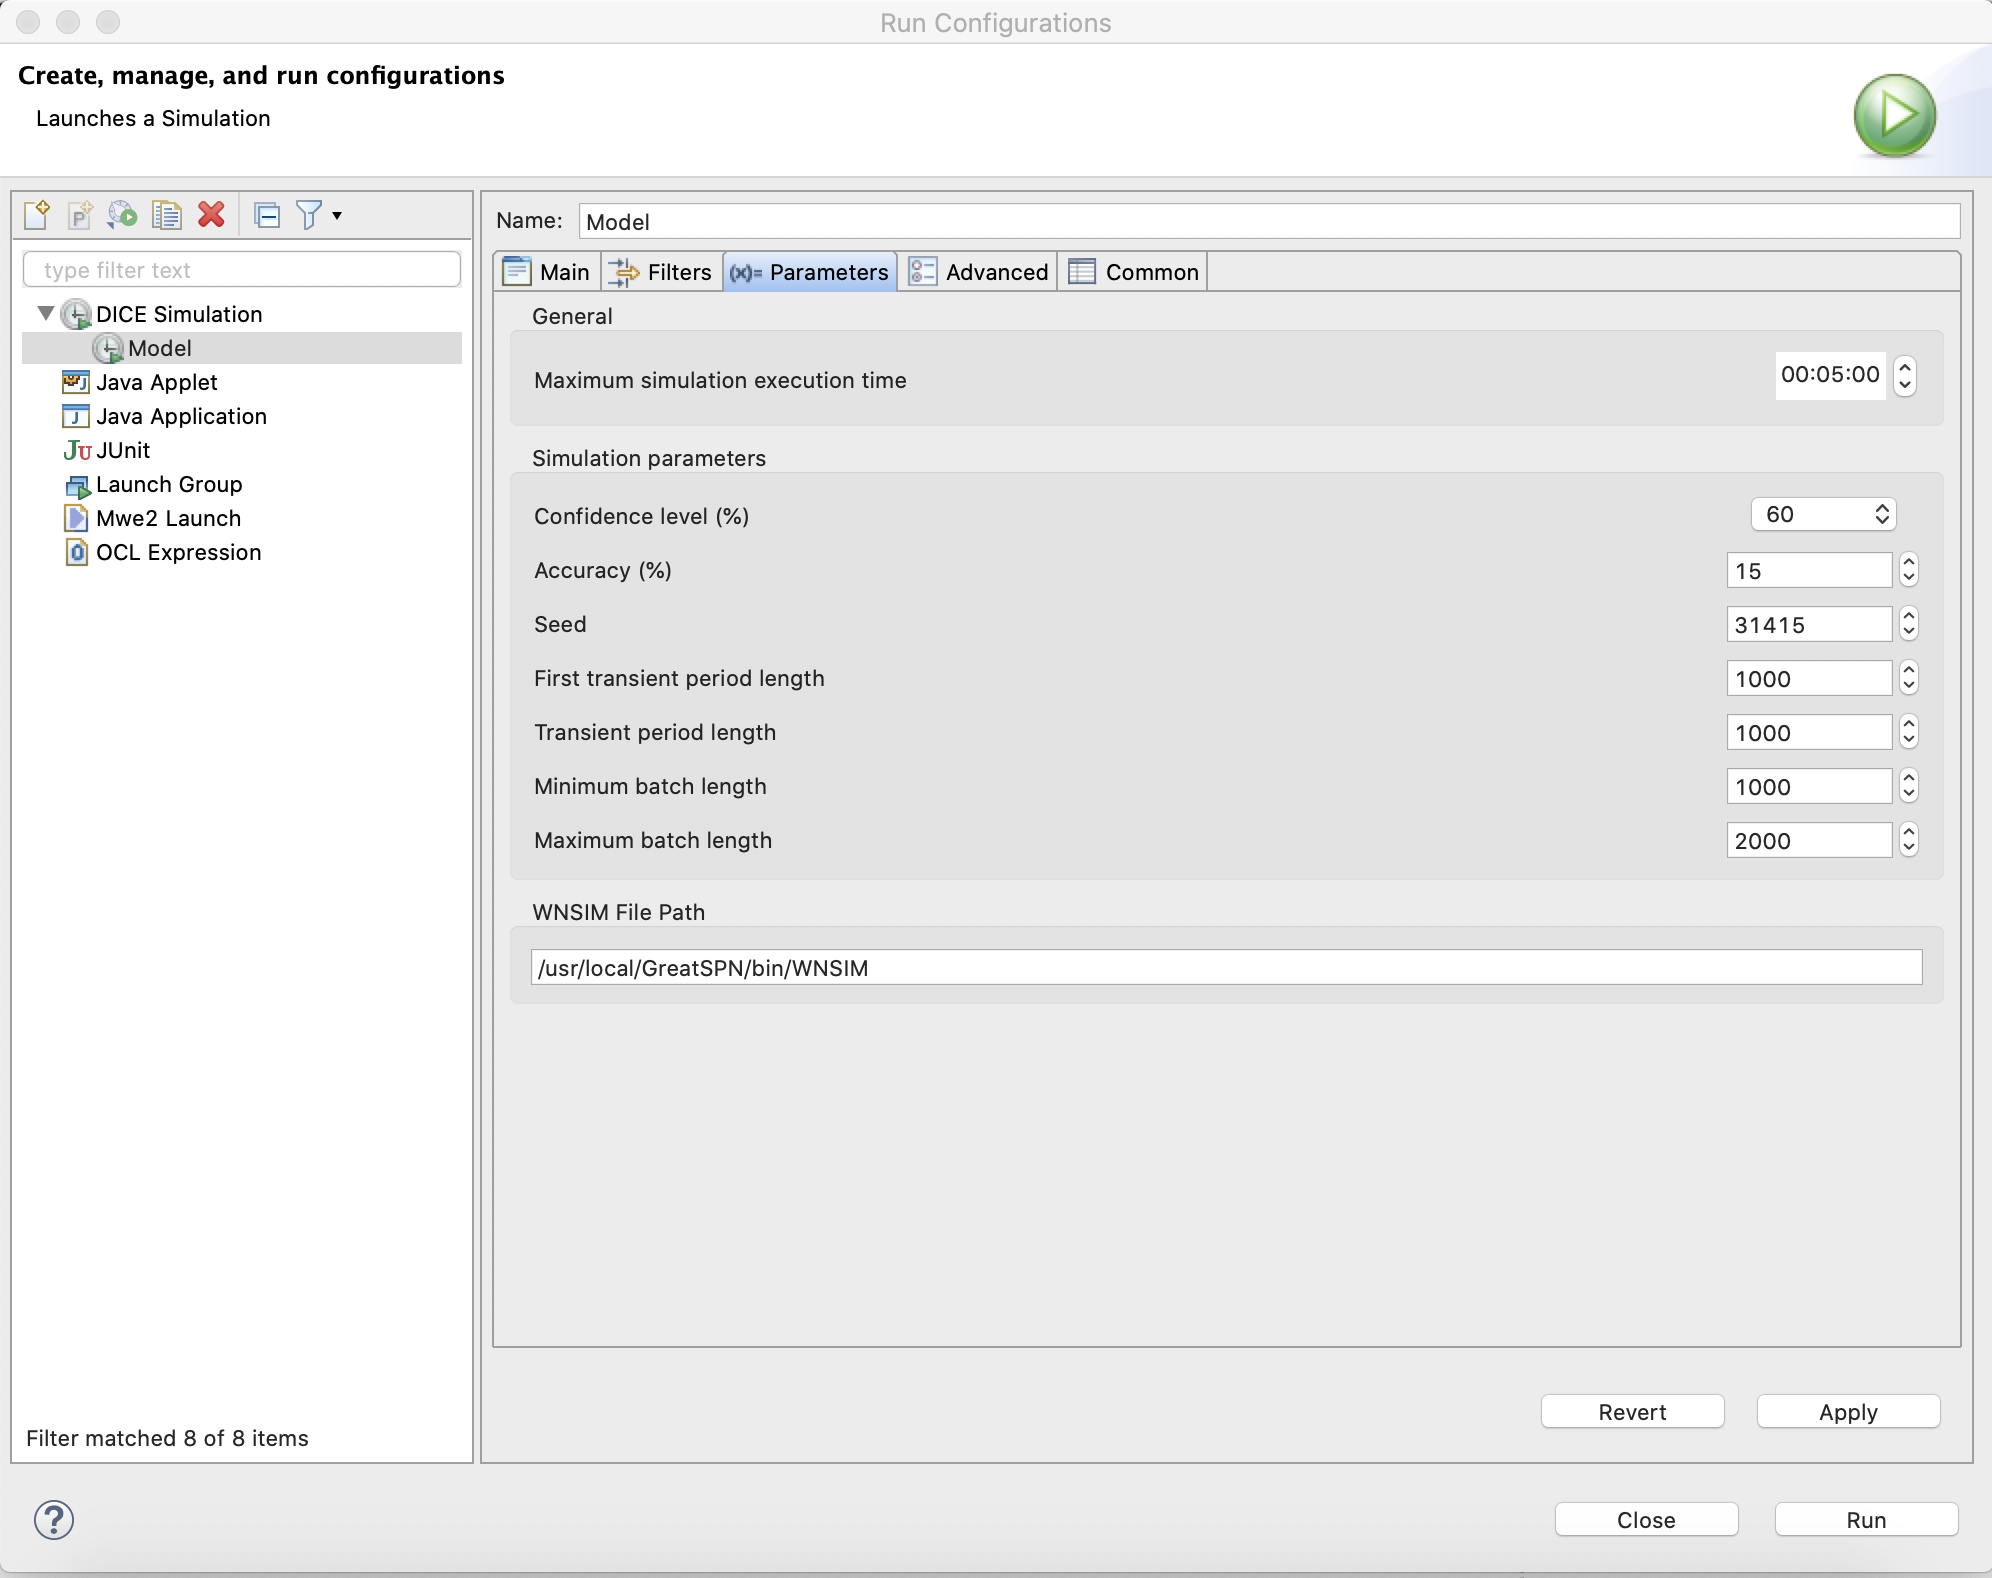 Run Configurations
Create, manage, and run configurations
Launches a Simulation
type filter text
DICE Simulation
Model
Java Applet
Java Application
JUnit
Launch Group
Mwe2 Launch
OCL Expression
Filter matched 8 of 8 items
Name: Model
Main Filters Parameters Advanced Common
General
Maximum simulation execution time 00:05:00
Simulation parameters
Confidence level (%) 60
Accuracy (%) 15
Seed 31415
First transient period length 1000
Transient period length 1000
Minimum batch length 1000
Maximum batch length 2000
WNSIM File Path
/usr/local/GreatSPN/bin/WNSIM
Revert Apply
Close Run